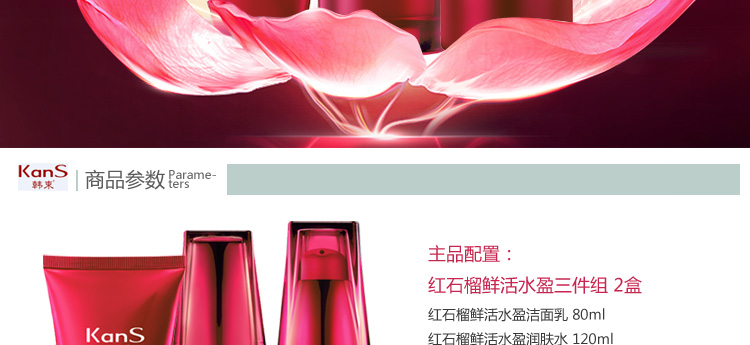 KanS
韩束
商品参数
Parame-
ters
主品配置：
红石榴鲜活水盈三件组 2盒
红石榴鲜活水盈洁面乳 80ml
红石榴鲜活水盈润肤水 120ml
KanS